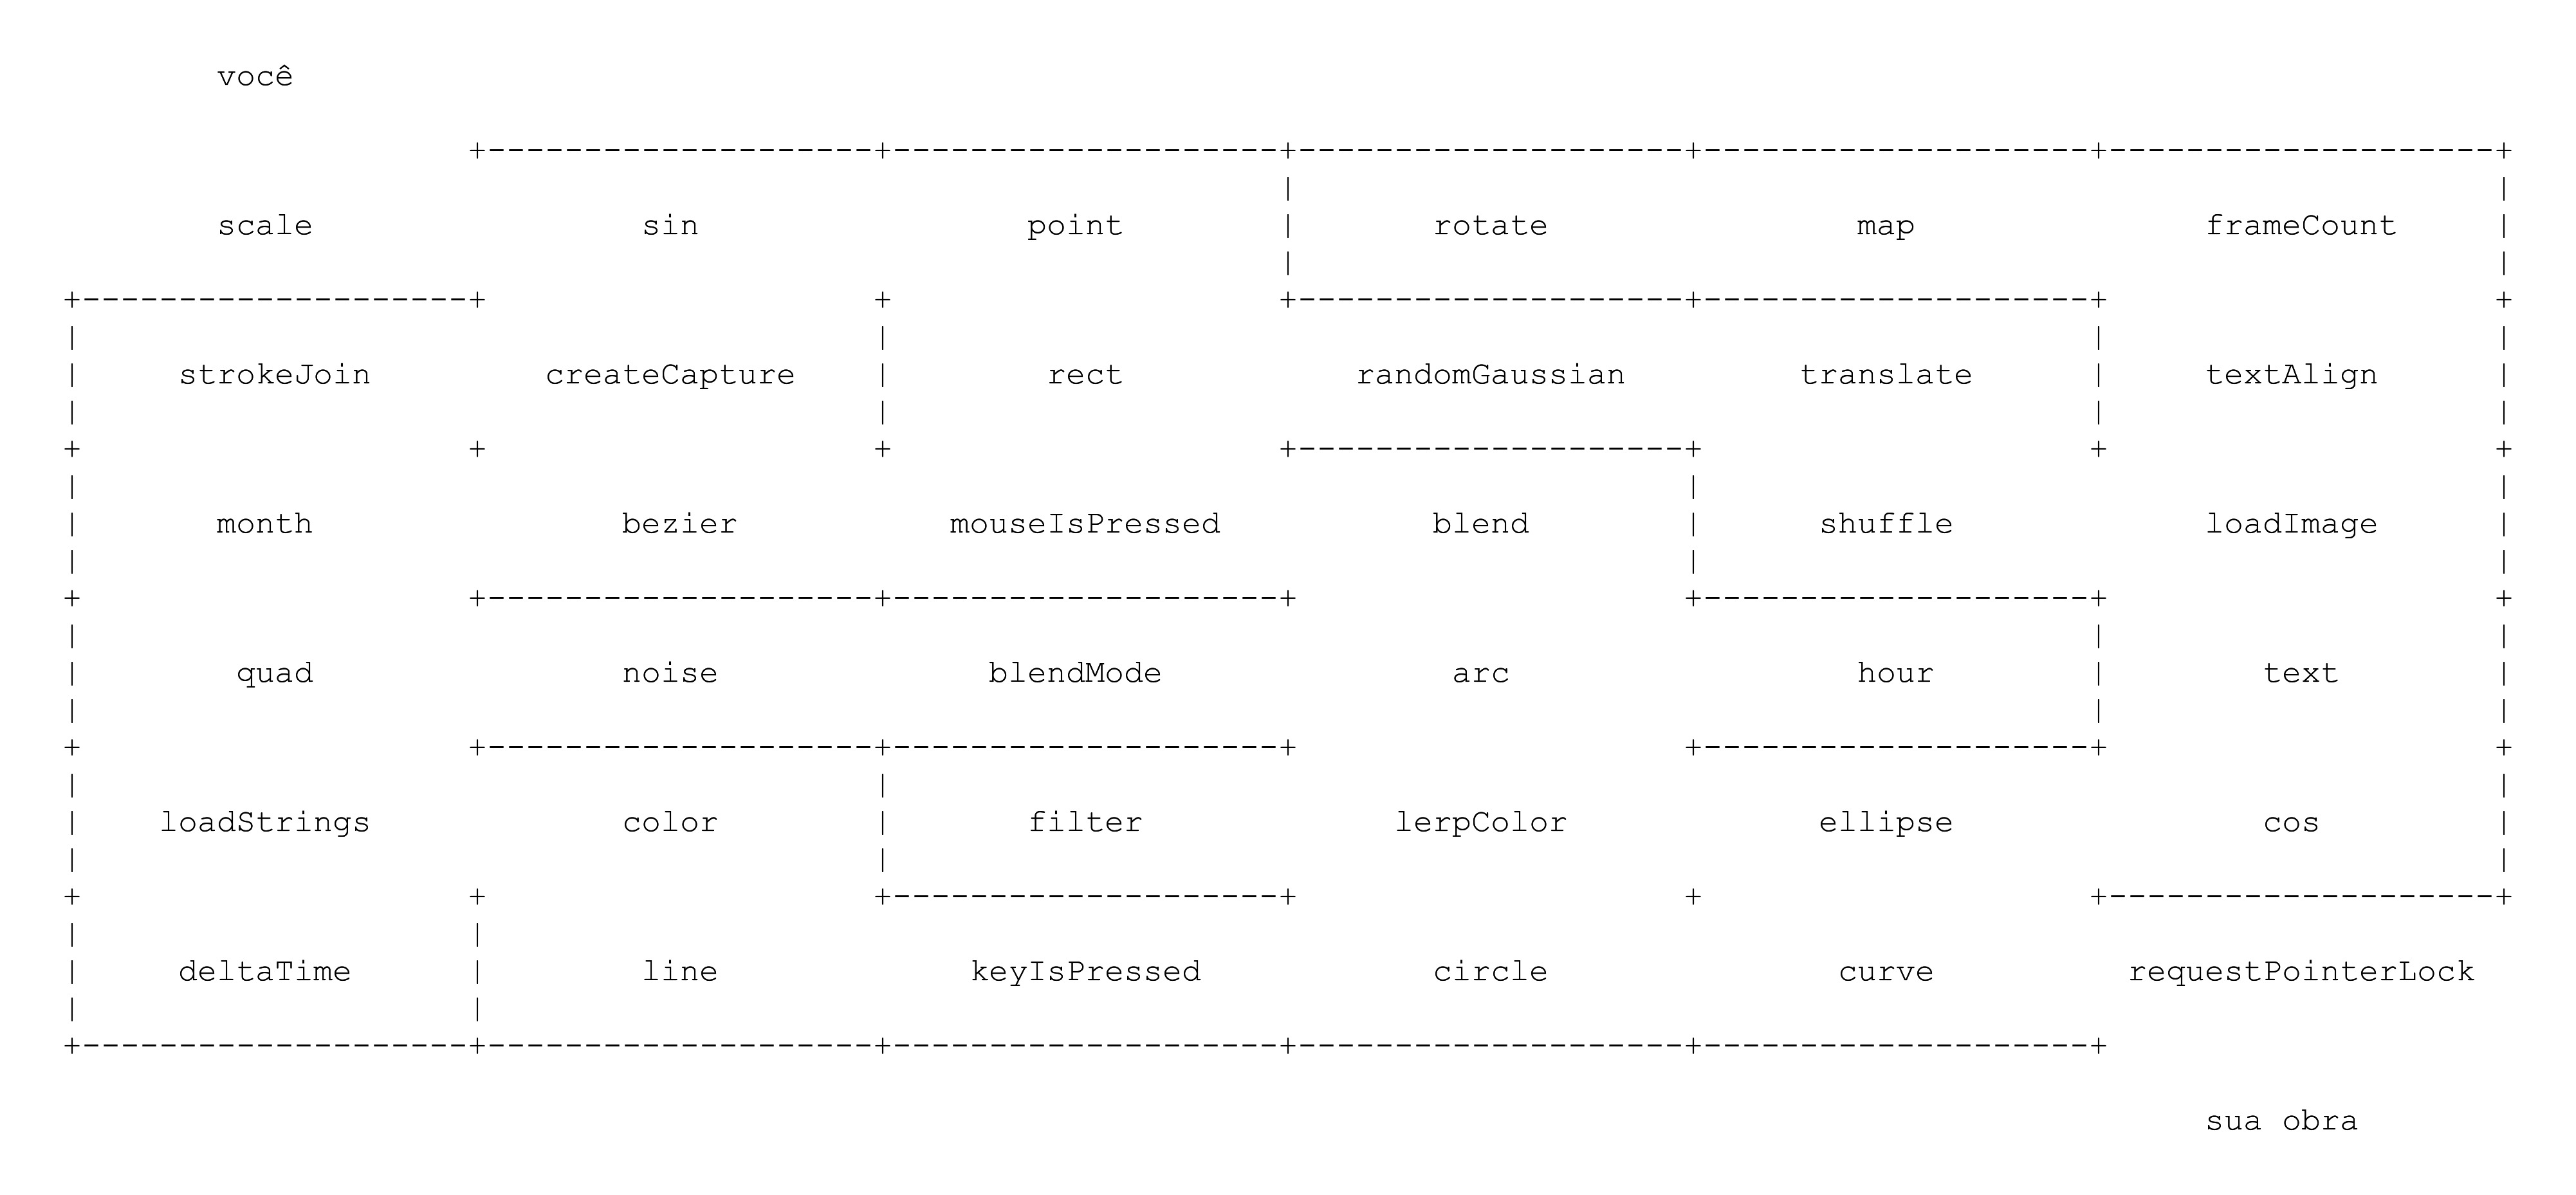 você
scale sin point rotate map frameCount
strokeJoin createCapture rect randomGaussian translate textAlign
month bezier mouseIsPressed blend shuffle loadImage
quad noise blendMode arc hour text
loadStrings color filter lerpColor ellipse cos
deltaTime line keyIsPressed circle curve requestPointerLock
sua obra